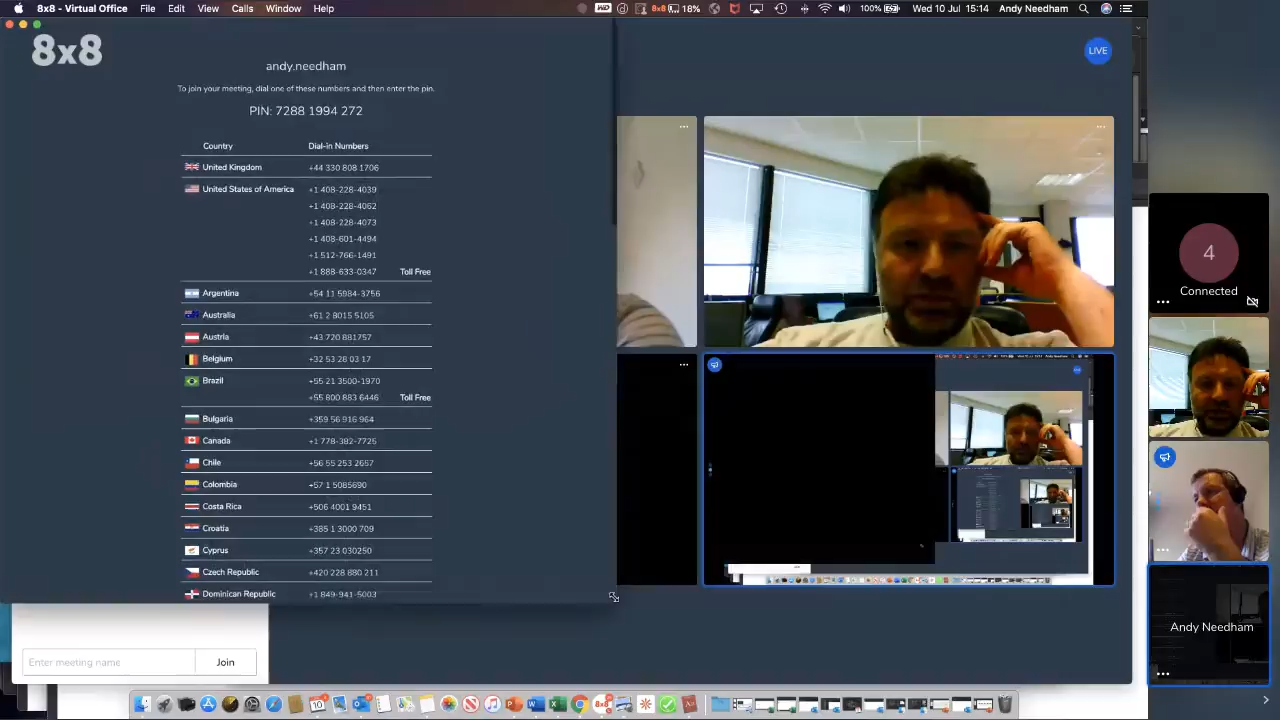 8x8 - Virtual Office File Edit View Calls Window Help
8x8 18% 100% Wed 10 Jul 15:14 Andy Needham
8x8
LIVE
andy.needham
To join your meeting, dial one of these numbers and then enter the pin.
PIN: 7288 1994 272
Country Dial-in Numbers
United Kingdom +44 330 808 1706
United States of America +1 408-228-4039
+1 408-228-4062
+1 408-228-4073
+1 408-601-4494
+1 512-766-1491
+1 888-633-0347 Toll Free
Argentina +54 11 5984-3756
Australia +61 2 8015 5105
Austria +43 720 881757
Belgium +32 53 28 03 17
Brazil +55 21 3500-1970
+55 800 883 6446 Toll Free
Bulgaria +359 56 916 964
Canada +1 778-382-7725
Chile +56 55 253 2657
Colombia +57 1 5085690
Costa Rica +506 4001 9451
Croatia +385 1 3000 709
Cyprus +357 23 030250
Czech Republic +420 228 880 211
Dominican Republic +1 849-941-5003
Enter meeting name Join
4
Connected
Andy Needham